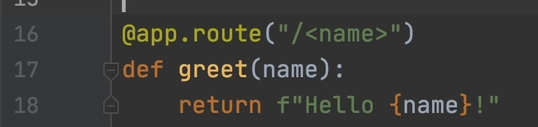 16 @app.route("/<name>")
17 def greet(name):
18     return f"Hello {name}!"